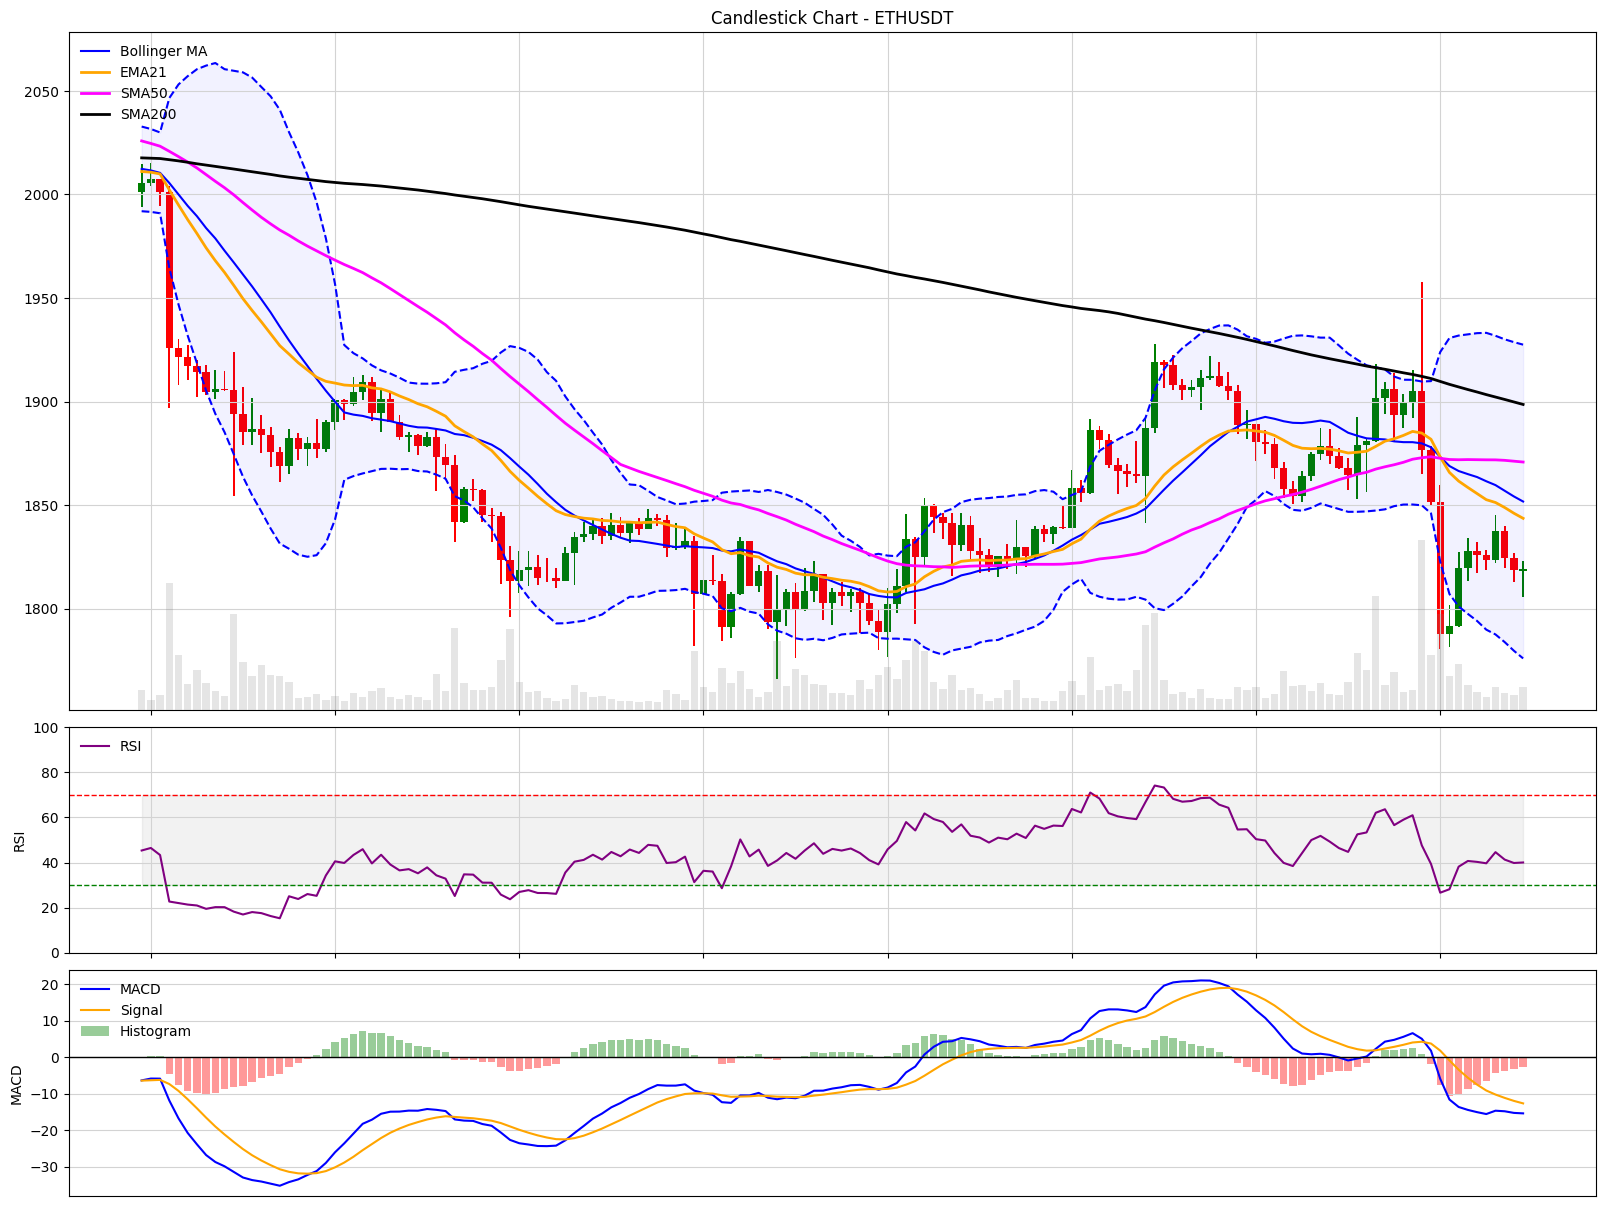 Candlestick Chart - ETHUSDT
Bollinger MA
EMA21
SMA50
SMA200
2050
2000
1950
1900
1850
1800
RSI
100
80
60
40
20
0
RSI
MACD
Signal
Histogram
20
10
0
−10
−20
−30
MACD